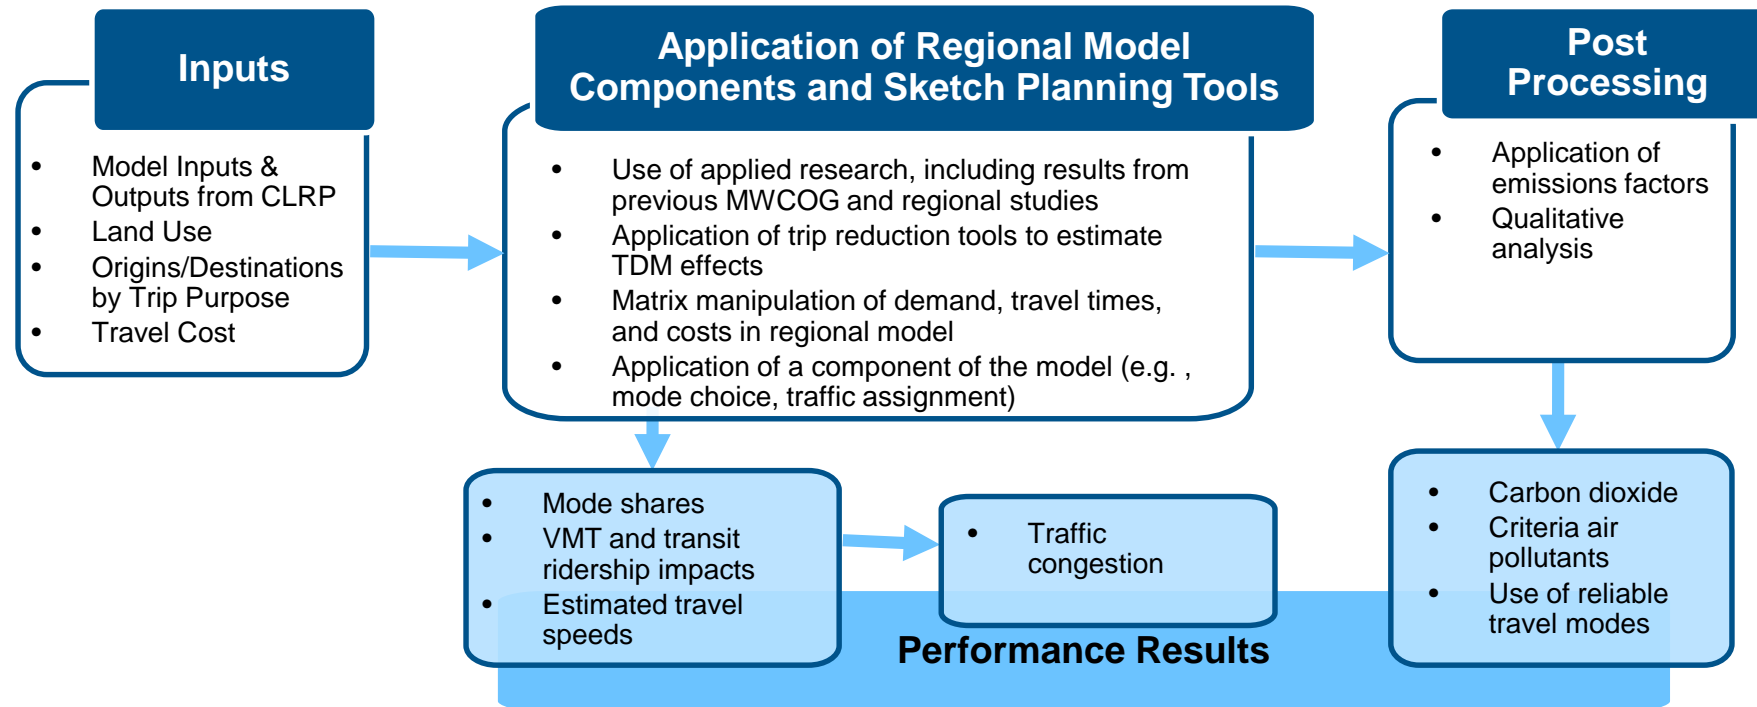 Inputs
• Model Inputs &
Outputs from CLRP
• Land Use
• Origins/Destinations
by Trip Purpose
• Travel Cost
Application of Regional Model
Components and Sketch Planning Tools
• Use of applied research, including results from
previous MWCOG and regional studies
• Application of trip reduction tools to estimate
TDM effects
• Matrix manipulation of demand, travel times,
and costs in regional model
• Application of a component of the model (e.g. ,
mode choice, traffic assignment)
Post
Processing
• Application of
emissions factors
• Qualitative
analysis
• Mode shares
• VMT and transit
ridership impacts
• Estimated travel
speeds
• Traffic
congestion
• Carbon dioxide
• Criteria air
pollutants
• Use of reliable
travel modes
Performance Results